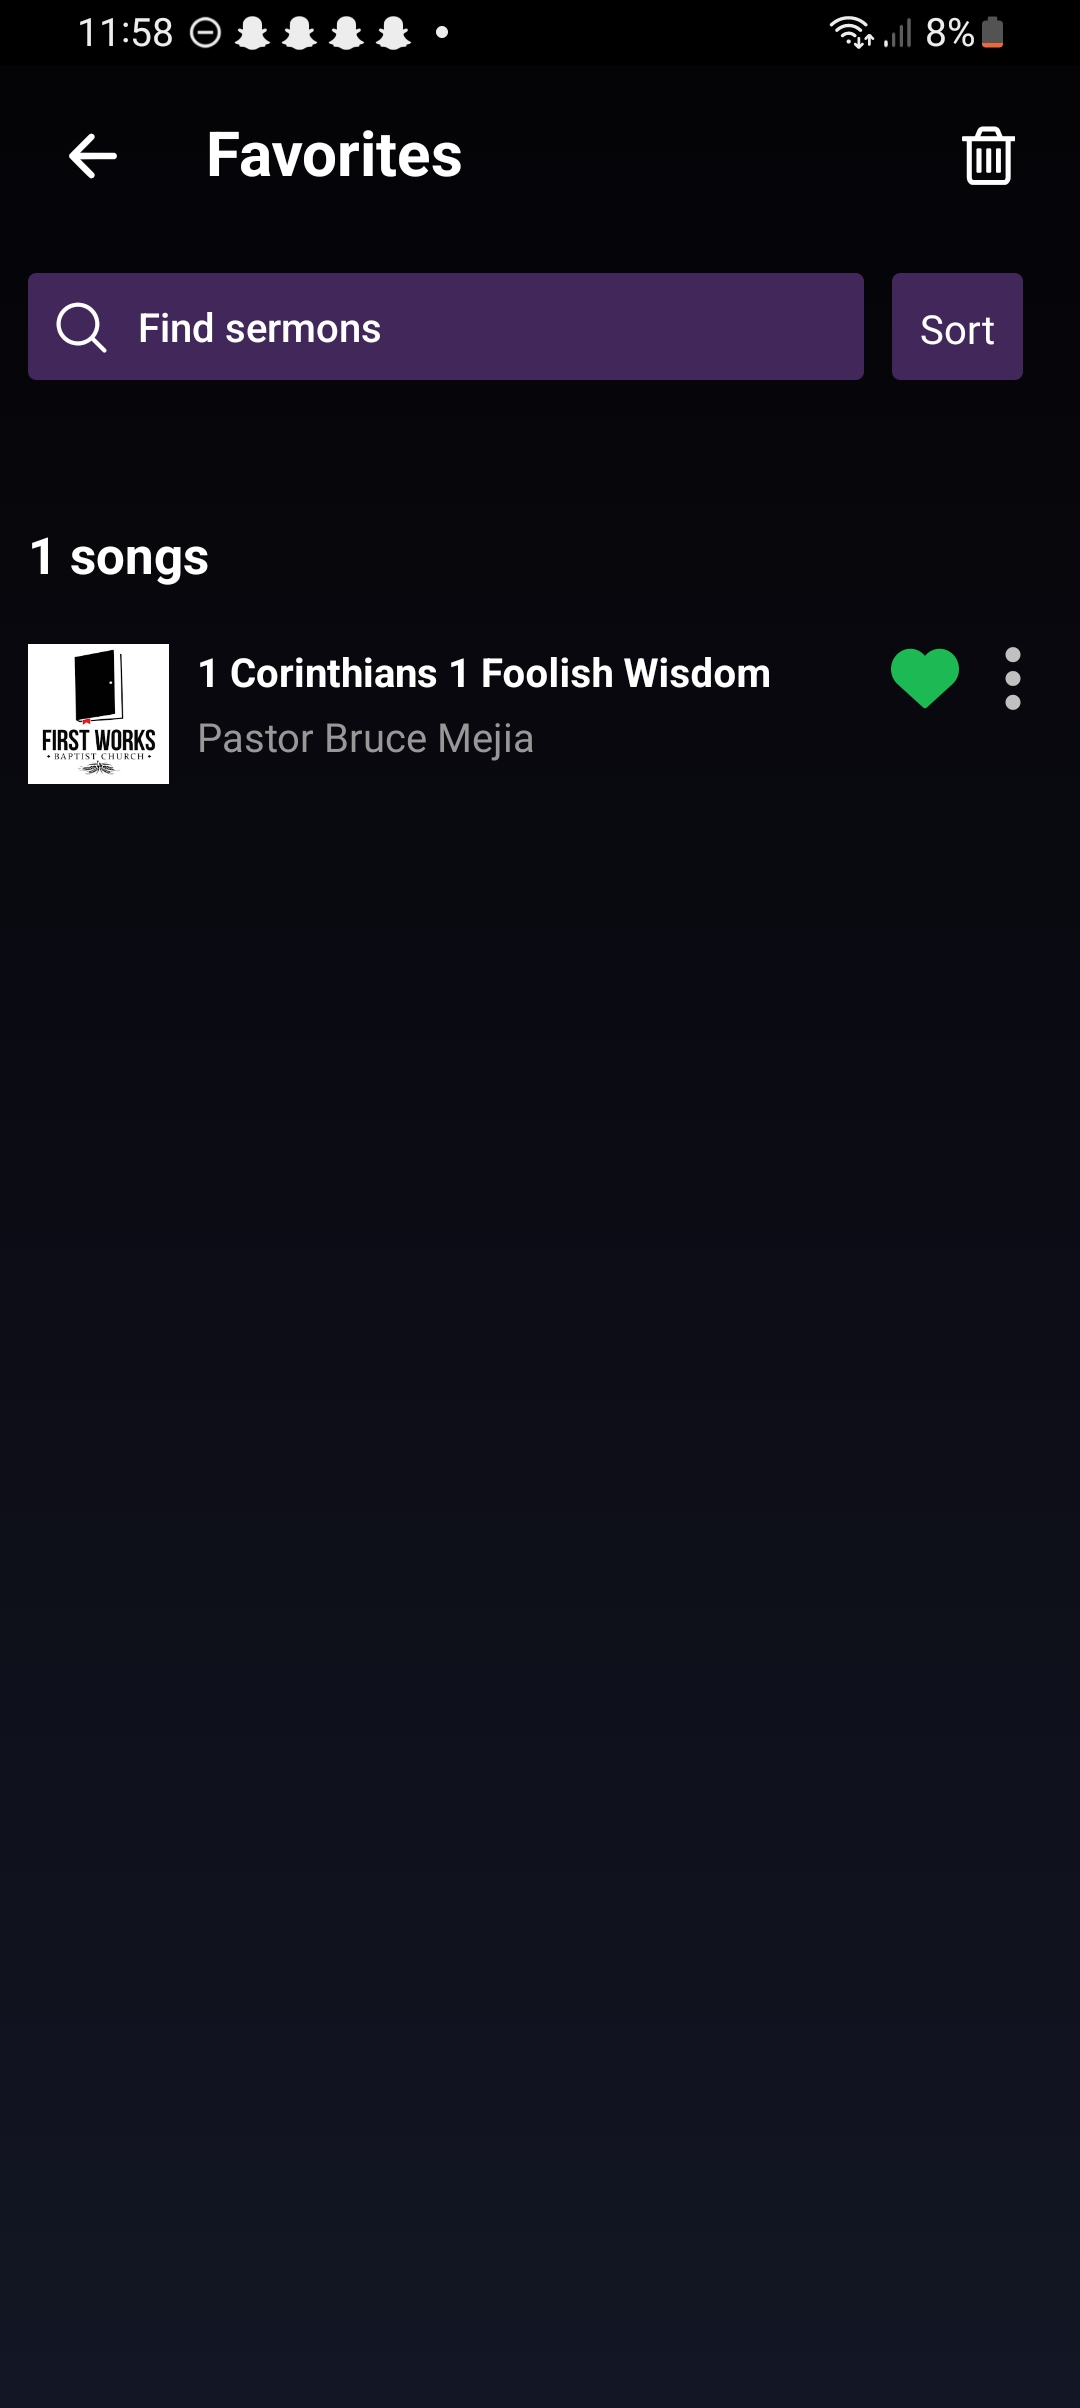 11:58
8%
Favorites
Find sermons
Sort
1 songs
1 Corinthians 1 Foolish Wisdom
Pastor Bruce Mejia
FIRST WORKS
• BAPTIST CHURCH •